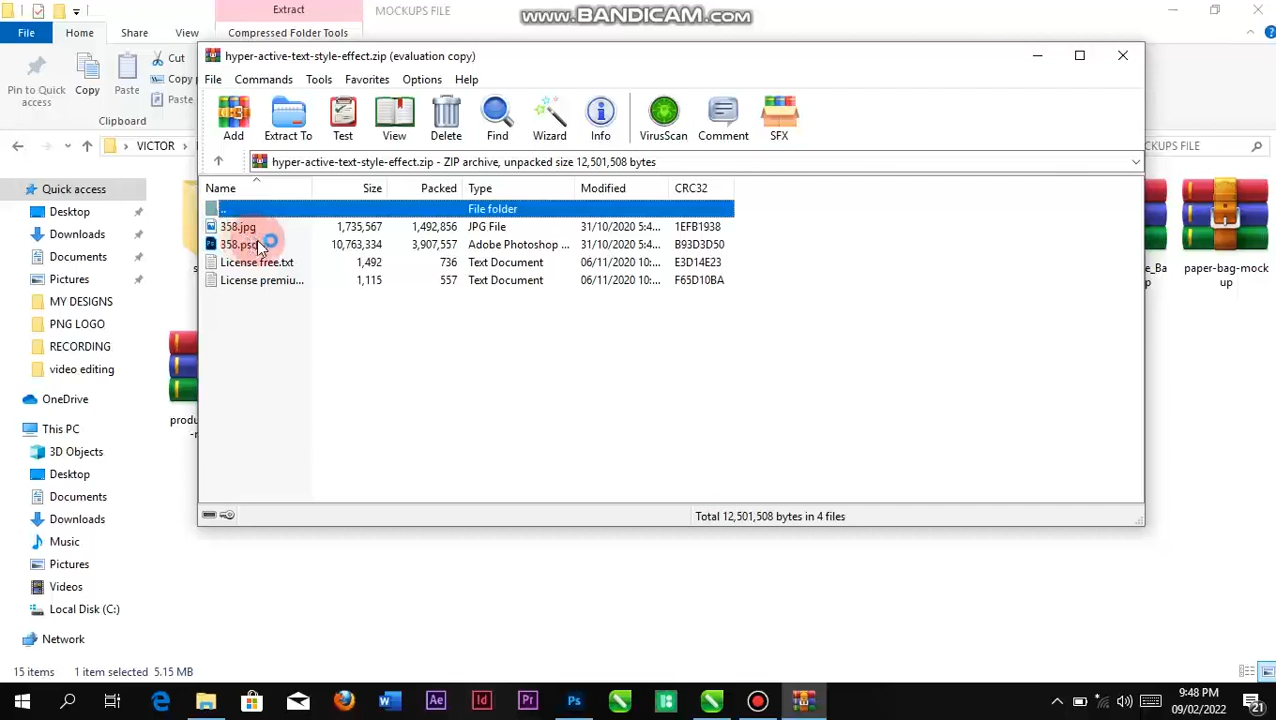 Extract
MOCKUPS FILE
www.BANDICAM.com
File
Home
Share
View
Compressed Folder Tools
Pin to Quick
access
Copy
Paste
Cut
Copy
Paste
Clipboard
VICTOR
MOCKUPS FILE
hyper-active-text-style-effect.zip (evaluation copy)
File
Commands
Tools
Favorites
Options
Help
Add
Extract To
Test
View
Delete
Find
Wizard
Info
VirusScan
Comment
SFX
hyper-active-text-style-effect.zip - ZIP archive, unpacked size 12,501,508 bytes
Name Size Packed Type Modified CRC32
.. File folder
358.jpg 1,735,567 1,492,856 JPG File 31/10/2020 5:4... 1EFB1938
358.psd 10,763,334 3,907,557 Adobe Photoshop ... 31/10/2020 5:4... B93D3D50
License free.txt 1,492 736 Text Document 06/11/2020 10:... E3D14E23
License premiu... 1,115 557 Text Document 06/11/2020 10:... F65D10BA
Total 12,501,508 bytes in 4 files
Quick access
Desktop
Downloads
Documents
Pictures
MY DESIGNS
PNG LOGO
RECORDING
video editing
OneDrive
This PC
3D Objects
Desktop
Documents
Downloads
Music
Pictures
Videos
Local Disk (C:)
Network
paper-bag-mock
up
15 items
1 item selected 5.15 MB
9:48 PM
09/02/2022
21